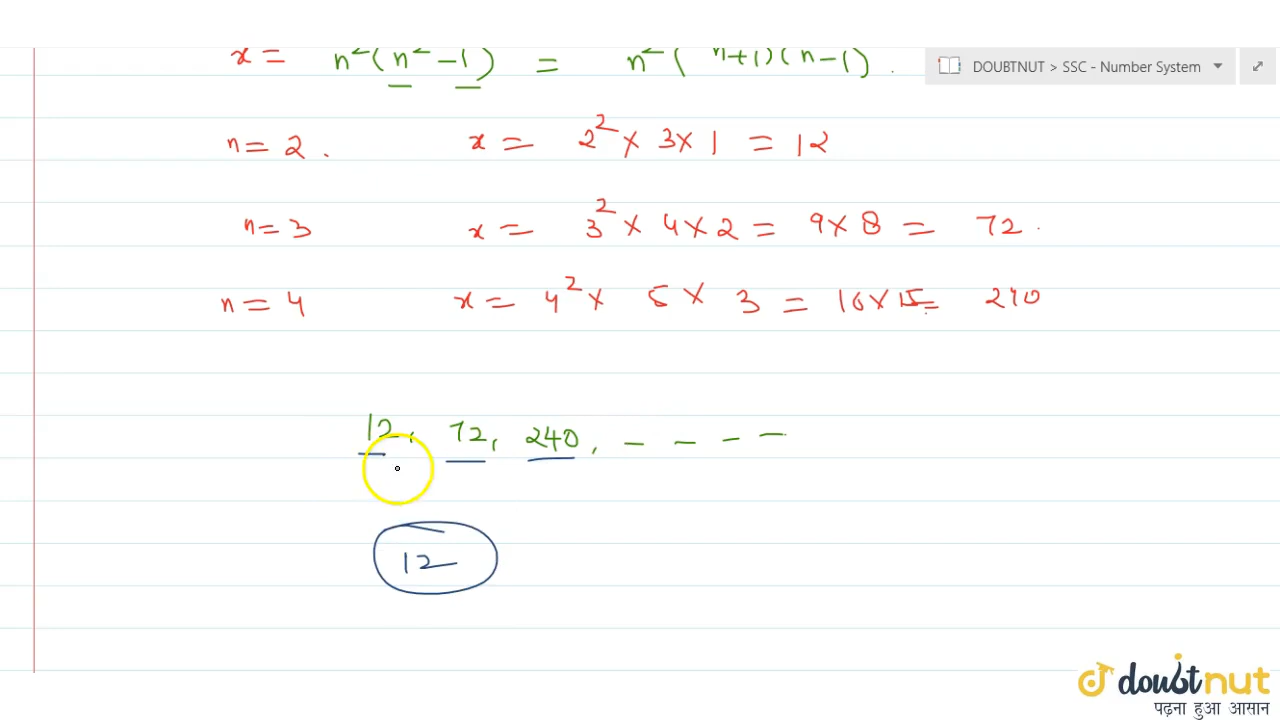 x = n²(n² - 1) = n²(n+1)(n-1).
DOUBTNUT > SSC - Number System
n = 2. x = 2² × 3 × 1 = 12
n = 3 x = 3² × 4 × 2 = 9 × 8 = 72.
n = 4 x = 4² × 5 × 3 = 16 × 15 = 240
12, 72, 240, - - - -
12
doubtnut
पढ़ना हुआ आसान